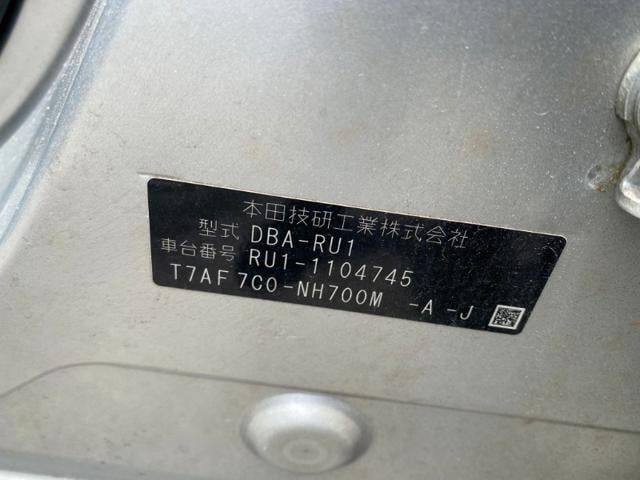 本田技研工業株式会社
型式 DBA-RU1
車台番号 RU1-1104745
T7AF7C0-NH700M -A -J